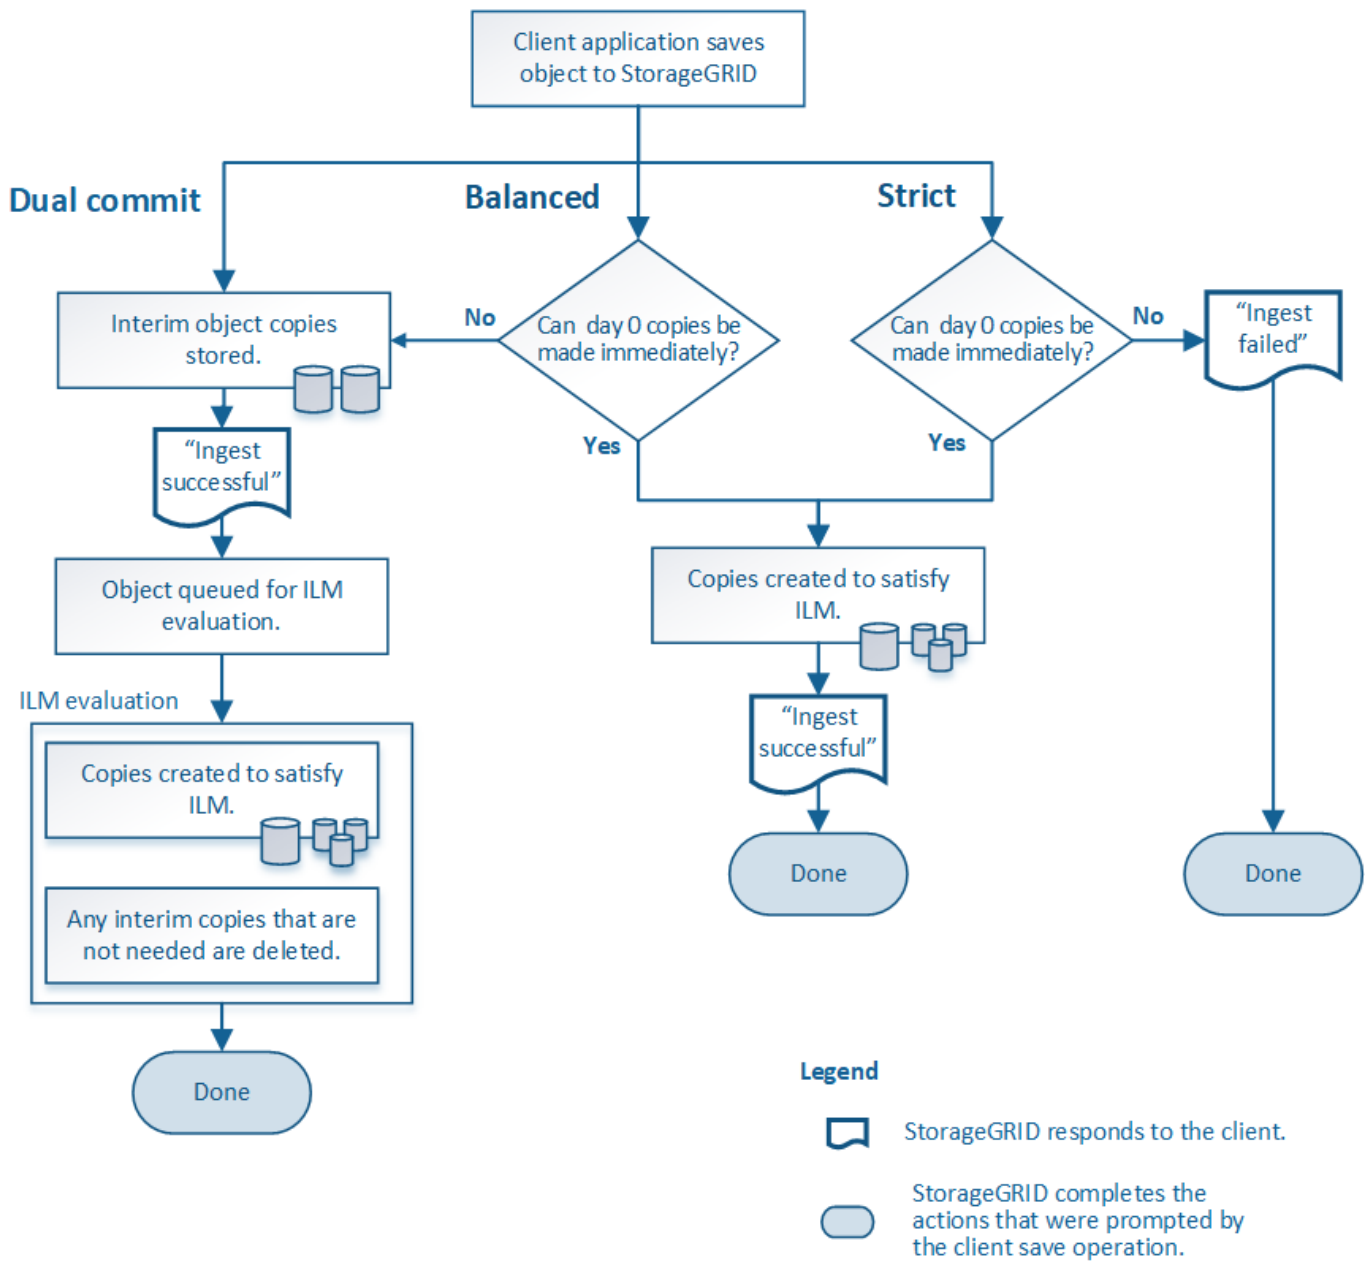 Client application saves
object to StorageGRID
Dual commit
Balanced
Strict
Interim object copies
stored.
No
Can day 0 copies be
made immediately?
Yes
Can day 0 copies be
made immediately?
No
Yes
“Ingest
failed”
“Ingest
successful”
Object queued for ILM
evaluation.
Copies created to satisfy
ILM.
ILM evaluation
Copies created to satisfy
ILM.
“Ingest
successful”
Any interim copies that are
not needed are deleted.
Done
Done
Done
Legend
StorageGRID responds to the client.
StorageGRID completes the
actions that were prompted by
the client save operation.